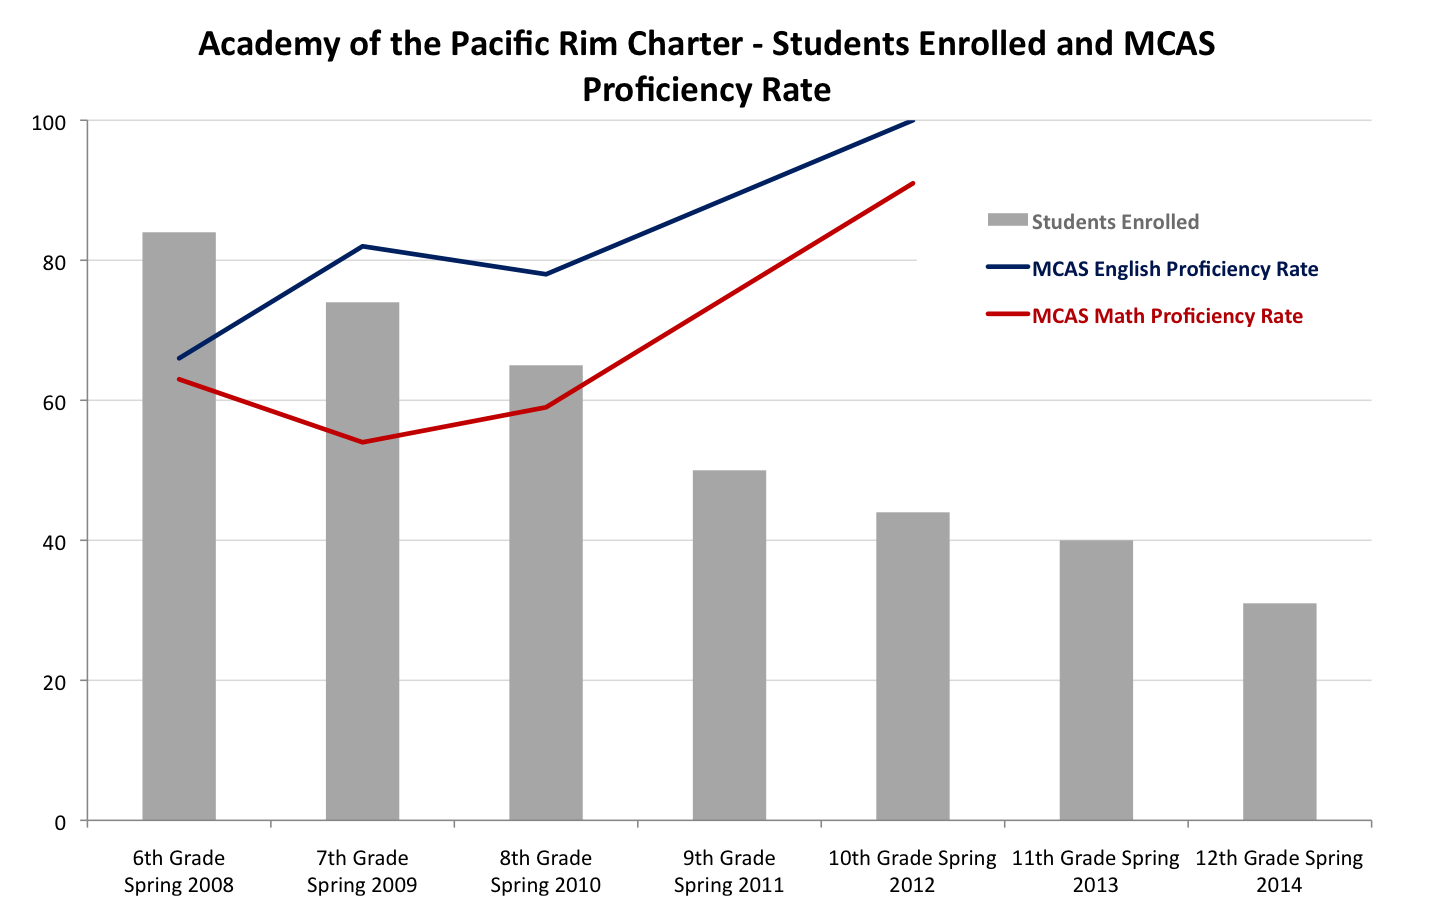 Academy of the Pacific Rim Charter - Students Enrolled and MCAS
Proficiency Rate
100
80
60
40
20
0
Students Enrolled
MCAS English Proficiency Rate
MCAS Math Proficiency Rate
6th Grade
Spring 2008
7th Grade
Spring 2009
8th Grade
Spring 2010
9th Grade
Spring 2011
10th Grade Spring
2012
11th Grade Spring
2013
12th Grade Spring
2014